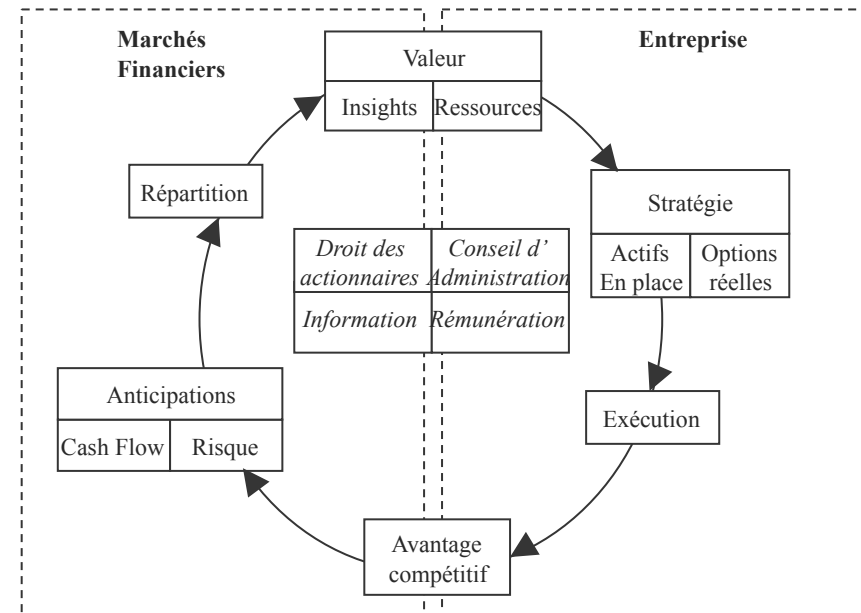 Marchés
Financiers
Entreprise
Valeur
Insights
Ressources
Répartition
Stratégie
Actifs
En place
Options
réelles
Droit des
actionnaires
Conseil d’
Administration
Information
Rémunération
Anticipations
Cash Flow
Risque
Exécution
Avantage
compétitif